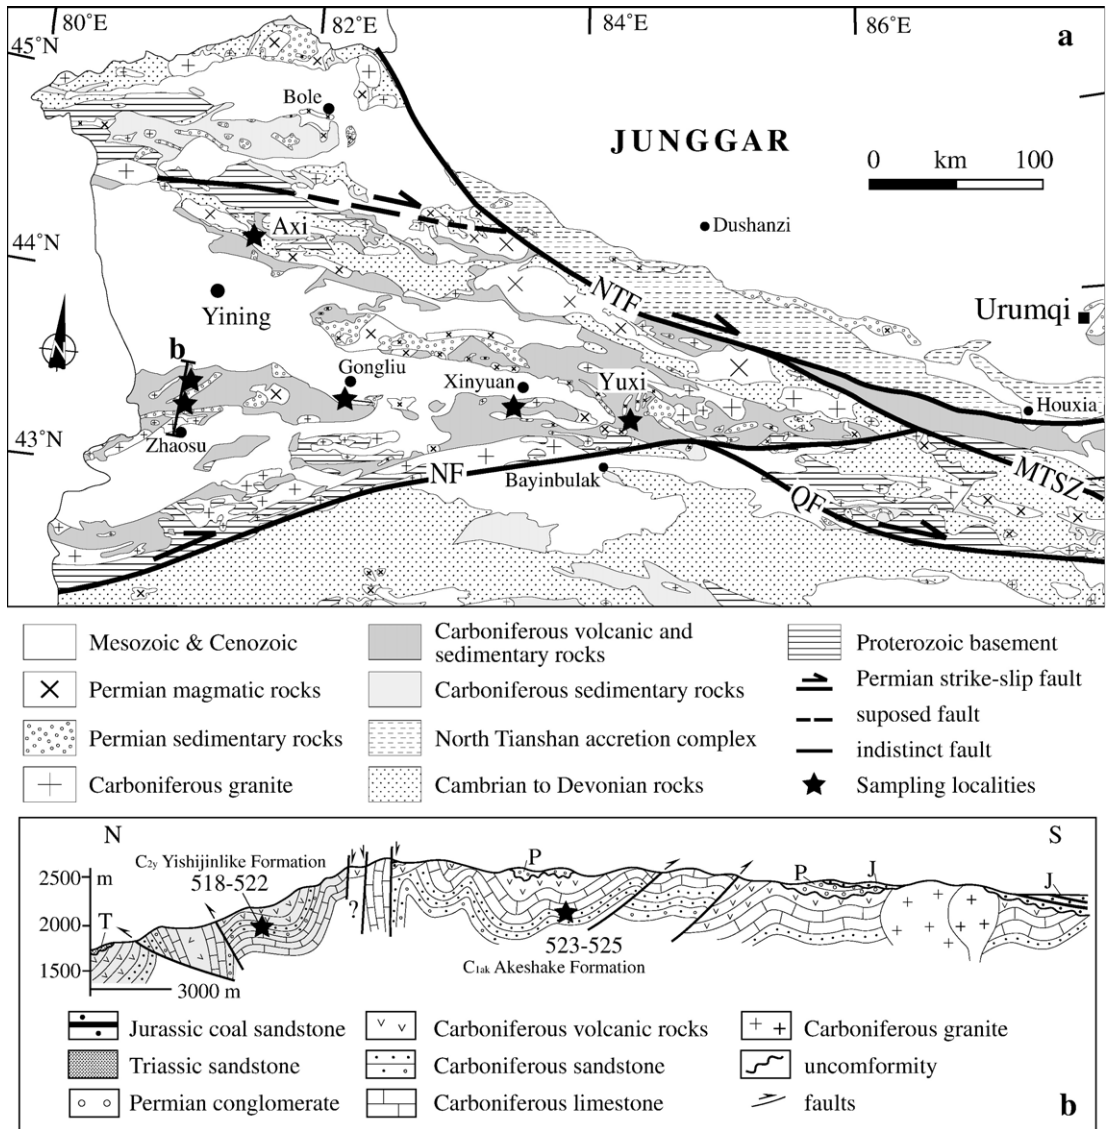 80°E
82°E
84°E
86°E
a
45°N
Bole
JUNGGAR
0 km 100
Axi
Dushanzi
44°N
NTF
Yining
Urumqi
b
Gongliu
Xinyuan
Yuxi
Houxia
43°N
Zhaosu
NF
Bayinbulak
MTSZ
QF
Mesozoic & Cenozoic
Carboniferous volcanic and
sedimentary rocks
Proterozoic basement
Permian magmatic rocks
Carboniferous sedimentary rocks
Permian strike-slip fault
suposed fault
Permian sedimentary rocks
North Tianshan accretion complex
indistinct fault
Carboniferous granite
Cambrian to Devonian rocks
Sampling localities
N
S
C2y Yishijinlike Formation
518-522
P
P
J
J
2500 m
2000
1500
T
?
523-525
C1ak Akeshake Formation
3000 m
Jurassic coal sandstone
Carboniferous volcanic rocks
Carboniferous granite
Triassic sandstone
Carboniferous sandstone
uncomformity
Permian conglomerate
Carboniferous limestone
faults
b